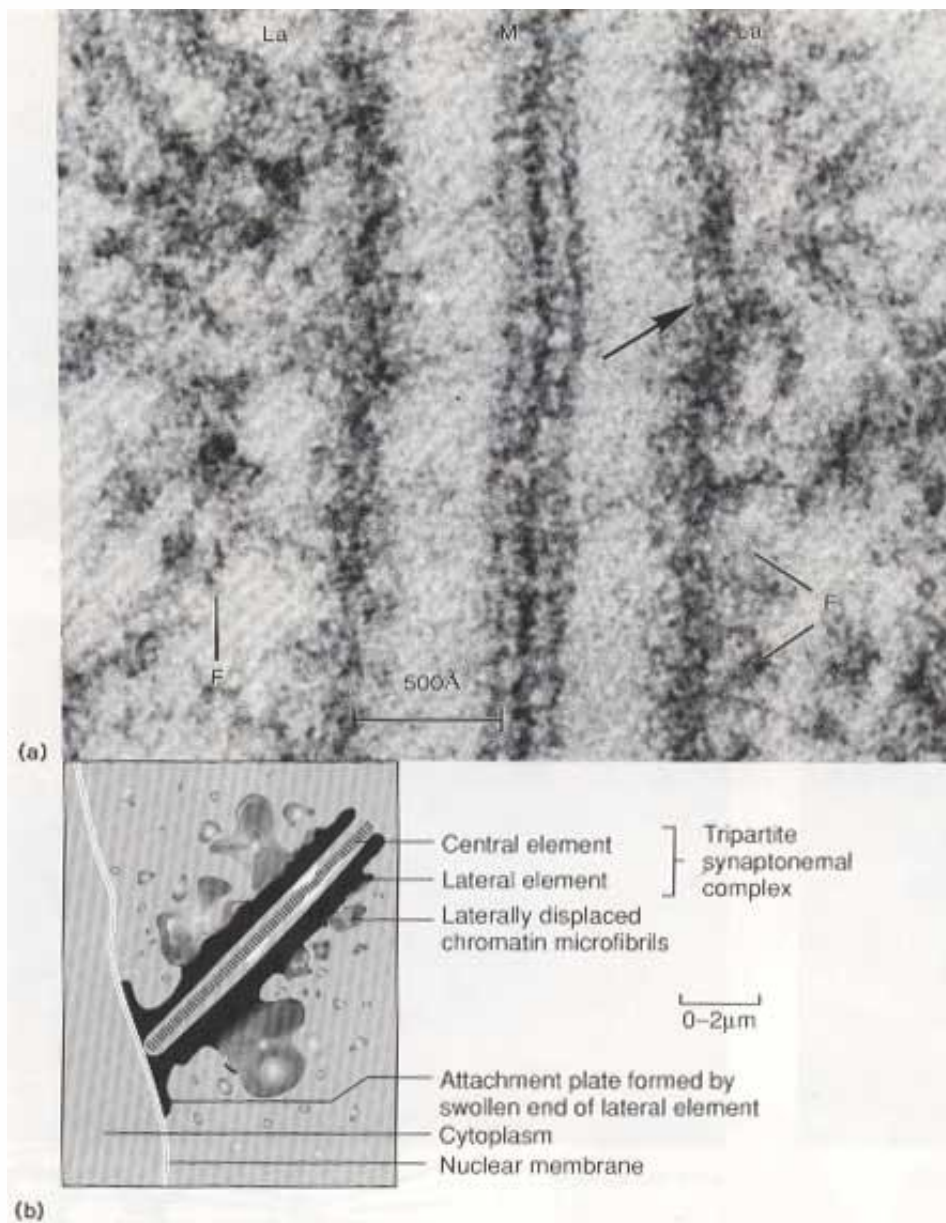 La M La
F
F
500Å
(a)
Central element
Lateral element
Tripartite
synaptonemal
complex
Laterally displaced
chromatin microfibrils
0–2μm
Attachment plate formed by
swollen end of lateral element
Cytoplasm
Nuclear membrane
(b)